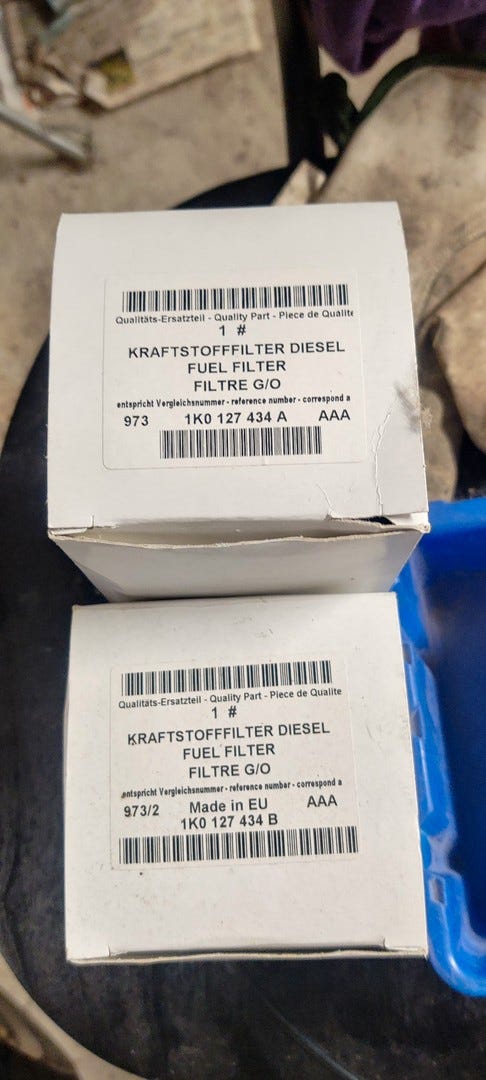 Qualitäts-Ersatzteil - Quality Part - Piece de Qualite
1 #
KRAFTSTOFFFILTER DIESEL
FUEL FILTER
FILTRE G/O
entspricht Vergleichsnummer - reference number - correspond a
973 1K0 127 434 A AAA
Qualitäts-Ersatzteil - Quality Part - Piece de Qualite
1 #
KRAFTSTOFFFILTER DIESEL
FUEL FILTER
FILTRE G/O
entspricht Vergleichsnummer - reference number - correspond a
973/2 Made in EU AAA
1K0 127 434 B